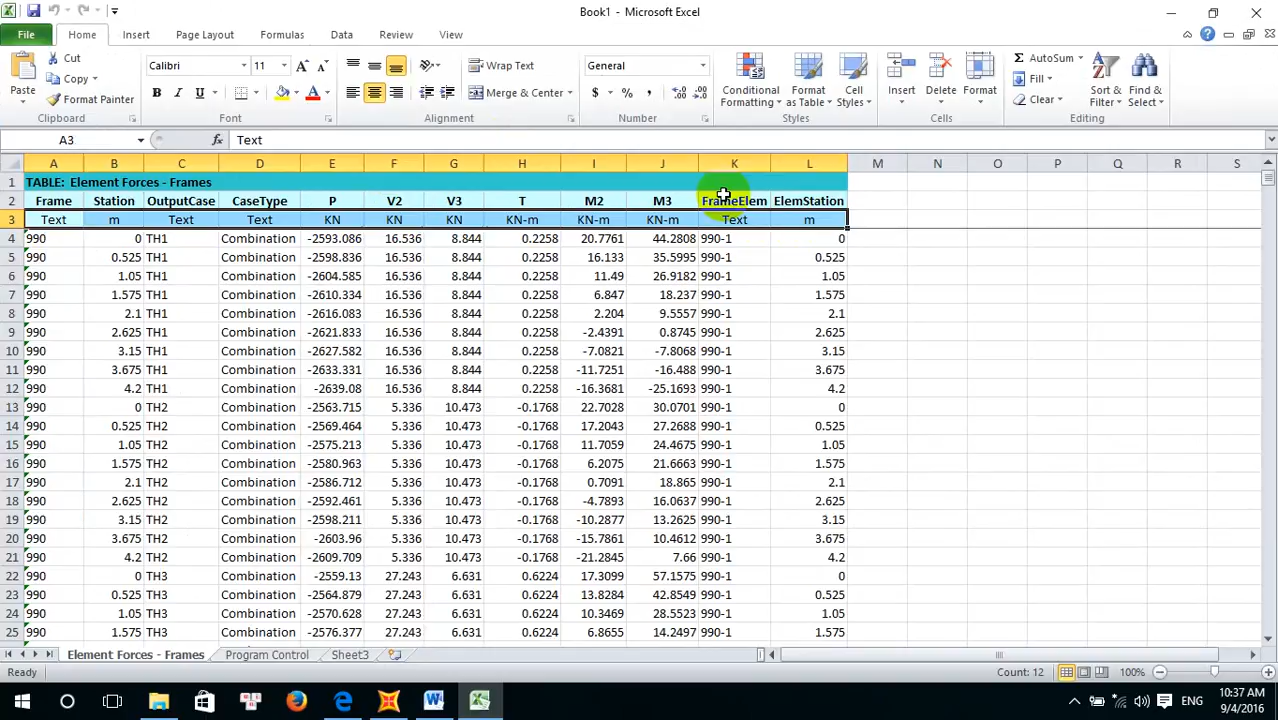 Book1 - Microsoft Excel
File Home Insert Page Layout Formulas Data Review View
Paste Cut Copy Format Painter Clipboard
Calibri 11 B I U A A A Font
Wrap Text Merge & Center Alignment
General $ % , Number
Conditional Formatting Format as Table Cell Styles Styles
Insert Delete Format Cells
Σ AutoSum Fill Clear Sort & Filter Find & Select Editing
A3 fx Text
A B C D E F G H I J K L M N O P Q R S
1 TABLE: Element Forces - Frames
2 Frame Station OutputCase CaseType P V2 V3 T M2 M3 FrameElem ElemStation
3 Text m Text Text KN KN KN KN-m KN-m KN-m Text m
4 990 0 TH1 Combination -2593.086 16.536 8.844 0.2258 20.7761 44.2808 990-1 0
5 990 0.525 TH1 Combination -2598.836 16.536 8.844 0.2258 16.133 35.5995 990-1 0.525
6 990 1.05 TH1 Combination -2604.585 16.536 8.844 0.2258 11.49 26.9182 990-1 1.05
7 990 1.575 TH1 Combination -2610.334 16.536 8.844 0.2258 6.847 18.237 990-1 1.575
8 990 2.1 TH1 Combination -2616.083 16.536 8.844 0.2258 2.204 9.5557 990-1 2.1
9 990 2.625 TH1 Combination -2621.833 16.536 8.844 0.2258 -2.4391 0.8745 990-1 2.625
10 990 3.15 TH1 Combination -2627.582 16.536 8.844 0.2258 -7.0821 -7.8068 990-1 3.15
11 990 3.675 TH1 Combination -2633.331 16.536 8.844 0.2258 -11.7251 -16.488 990-1 3.675
12 990 4.2 TH1 Combination -2639.08 16.536 8.844 0.2258 -16.3681 -25.1693 990-1 4.2
13 990 0 TH2 Combination -2563.715 5.336 10.473 -0.1768 22.7028 30.0701 990-1 0
14 990 0.525 TH2 Combination -2569.464 5.336 10.473 -0.1768 17.2043 27.2688 990-1 0.525
15 990 1.05 TH2 Combination -2575.213 5.336 10.473 -0.1768 11.7059 24.4675 990-1 1.05
16 990 1.575 TH2 Combination -2580.963 5.336 10.473 -0.1768 6.2075 21.6663 990-1 1.575
17 990 2.1 TH2 Combination -2586.712 5.336 10.473 -0.1768 0.7091 18.865 990-1 2.1
18 990 2.625 TH2 Combination -2592.461 5.336 10.473 -0.1768 -4.7893 16.0637 990-1 2.625
19 990 3.15 TH2 Combination -2598.211 5.336 10.473 -0.1768 -10.2877 13.2625 990-1 3.15
20 990 3.675 TH2 Combination -2603.96 5.336 10.473 -0.1768 -15.7861 10.4612 990-1 3.675
21 990 4.2 TH2 Combination -2609.709 5.336 10.473 -0.1768 -21.2845 7.66 990-1 4.2
22 990 0 TH3 Combination -2559.13 27.243 6.631 0.6224 17.3099 57.1575 990-1 0
23 990 0.525 TH3 Combination -2564.879 27.243 6.631 0.6224 13.8284 42.8549 990-1 0.525
24 990 1.05 TH3 Combination -2570.628 27.243 6.631 0.6224 10.3469 28.5523 990-1 1.05
25 990 1.575 TH3 Combination -2576.377 27.243 6.631 0.6224 6.8655 14.2497 990-1 1.575
Element Forces - Frames Program Control Sheet3
Ready Count: 12 100%
ENG 10:37 AM
9/4/2016